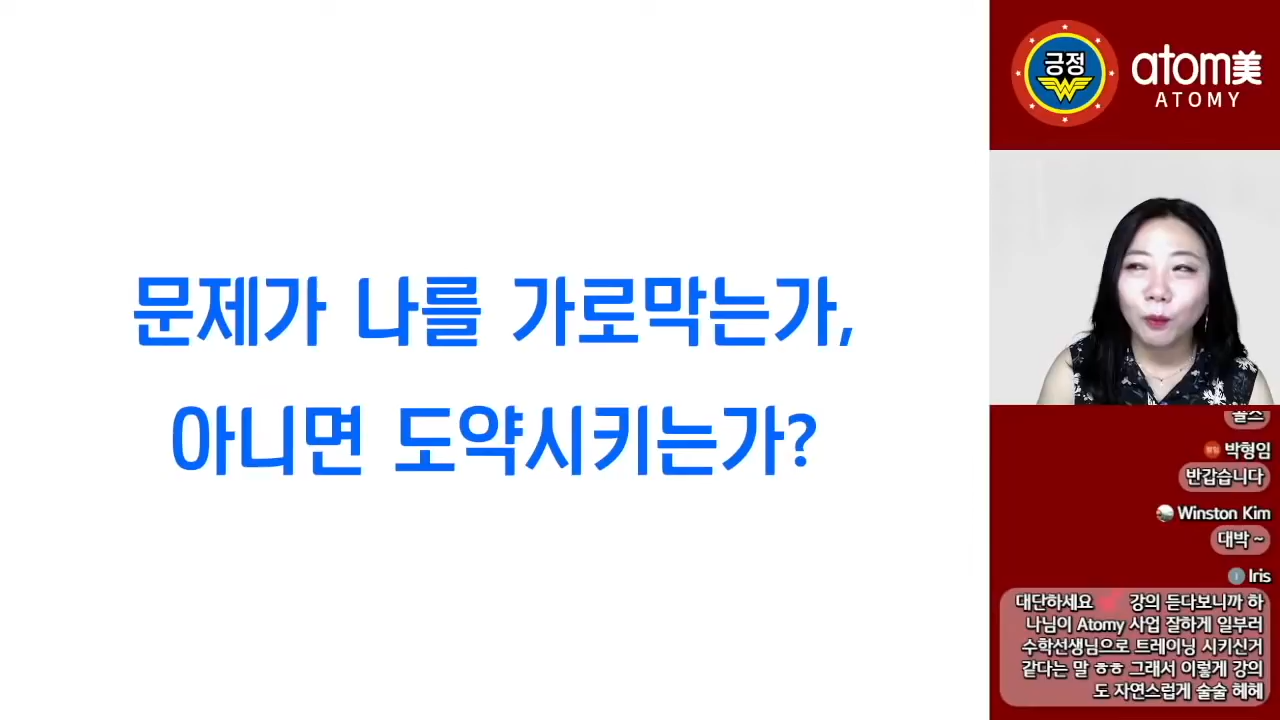 문제가 나를 가로막는가,
아니면 도약시키는가?
긍정
atom美
ATOMY
박형임
반갑습니다
Winston Kim
대박~
Iris
대단하세요 강의 듣다보니까 하
나님이 Atomy 사업 잘하게 일부러
수학선생님으로 트레이닝 시키신거
같다는 말 ㅎㅎ 그래서 이렇게 강의
도 자연스럽게 술술 헤헤